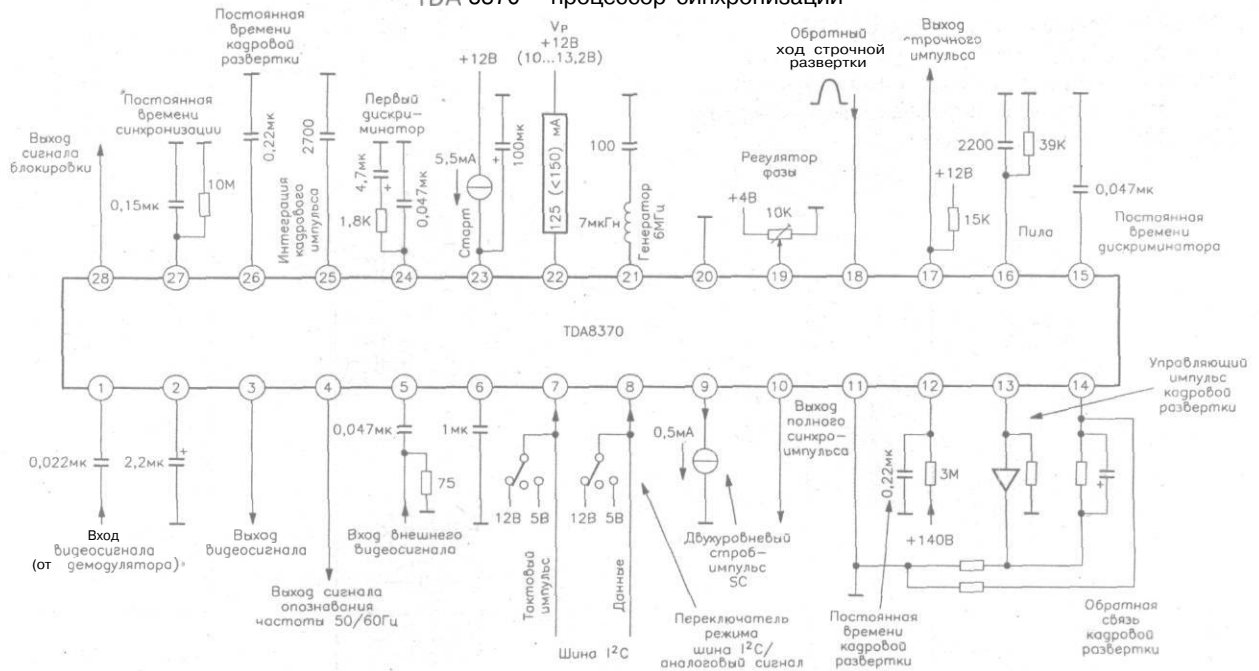 TDA 8370 процессор синхронизации
Постоянная
времени
кадровой
развертки
+12В
VP
+12В
(10...13,2В)
Обратный
ход строчной
развертки
Выход
строчного
импульса
Выход
сигнала
блокировки
Постоянная
времени
синхронизации
0,15мк
10М
0,22мк
2700
Интеграция
кадрового
импульса
Первый
дискри-
минатор
4,7мк
+
1,8К
0,047мк
5,5мА
Старт
+
100мк
125 (<150) мА
100
7мкГн
Генератор
6МГц
Регулятор
фазы
+4В
10К
+12В
15К
2200
39К
Пила
0,047мк
Постоянная
времени
дискриминатора
28
27
26
25
24
23
22
21
20
19
18
17
16
15
TDA8370
1
2
3
4
5
6
7
8
9
10
11
12
13
14
Управляющий
импульс
кадровой
развертки
0,022мк
2,2мк
+
0,047мк
75
1мк
12В
5В
12В
5В
0,5мА
Выход
полного
синхро-
импульса
0,22мк
3М
+140В
+
Вход
видеосигнала
(от демодулятора)
Выход
видеосигнала
Выход сигнала
опознавания
частоты 50/60Гц
Вход внешнего
видеосигнала
Тактовый
импульс
Данные
Шина I²C
Двухуровневый
строб-
импульс
SC
Переключатель
режима
шина I²C/
аналоговый сигнал
Постоянная
времени
кадровой
развертки
Обратная
связь
кадровой
развертки